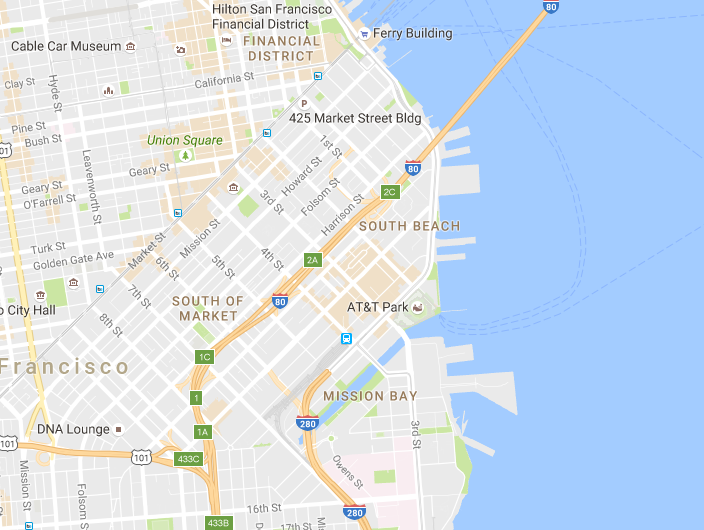 Hilton San Francisco
Financial District
80
Cable Car Museum
Ferry Building
FINANCIAL
DISTRICT
Clay St
Hyde St
California St
P
425 Market Street Bldg
Pine St
Bush St
Union Square
1st St
101
Leavenworth St
Geary St
Howard St
80
Geary St
O'Farrell St
Folsom St
2C
3rd St
Harrison St
SOUTH BEACH
Turk St
Market St
Mission St
Golden Gate Ave
4th St
2A
6th St
5th St
7th St
SOUTH OF
MARKET
80
o City Hall
AT&T Park
8th St
1C
Francisco
1
MISSION BAY
280
DNA Lounge
1A
3rd St
101
101
433C
Owens St
Mission St
Folsom St
16th St
280
433B
17th St